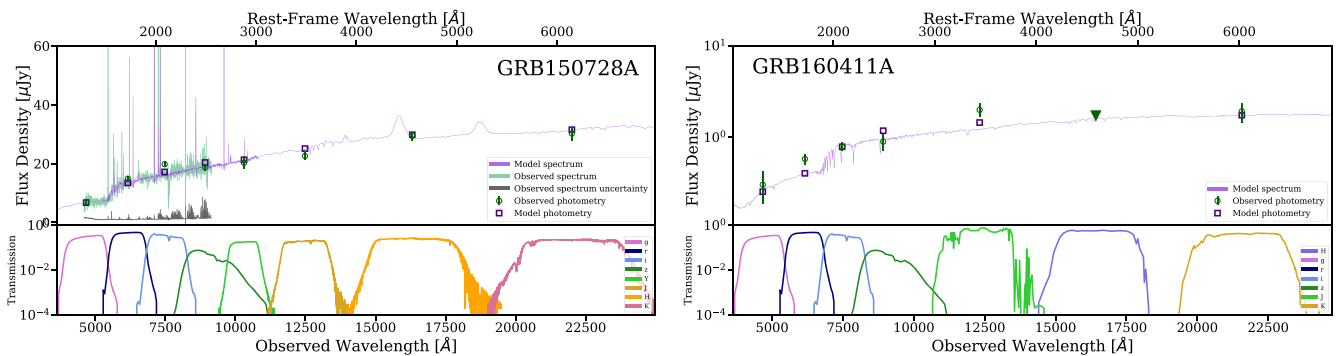 Rest-Frame Wavelength [Å]
2000 3000 4000 5000 6000
Flux Density [μJy]
60
40
20
0
GRB150728A
Model spectrum
Observed spectrum
Observed spectrum uncertainty
Observed photometry
Model photometry
Transmission
10⁰
10⁻²
10⁻⁴
g
r
i
z
Y
J
H
K
5000 7500 10000 12500 15000 17500 20000 22500
Observed Wavelength [Å]
Rest-Frame Wavelength [Å]
2000 3000 4000 5000 6000
Flux Density [μJy]
10¹
10⁰
GRB160411A
Model spectrum
Observed photometry
Model photometry
Transmission
10⁰
10⁻²
10⁻⁴
H
g
r
i
z
J
K
5000 7500 10000 12500 15000 17500 20000 22500
Observed Wavelength [Å]